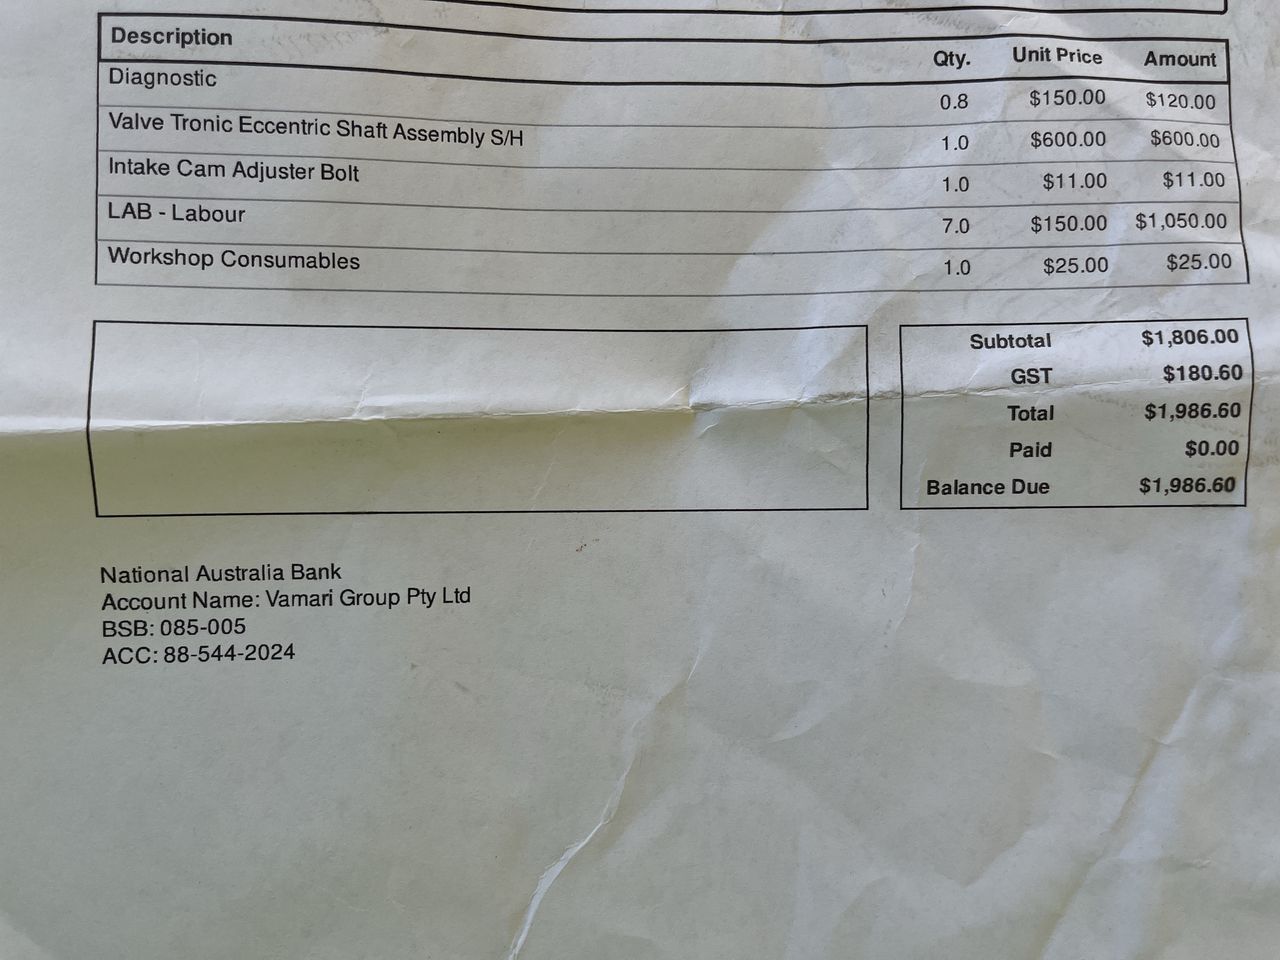 Description Qty. Unit Price Amount
Diagnostic 0.8 $150.00 $120.00
Valve Tronic Eccentric Shaft Assembly S/H 1.0 $600.00 $600.00
Intake Cam Adjuster Bolt 1.0 $11.00 $11.00
LAB - Labour 7.0 $150.00 $1,050.00
Workshop Consumables 1.0 $25.00 $25.00
Subtotal $1,806.00
GST $180.60
Total $1,986.60
Paid $0.00
Balance Due $1,986.60
National Australia Bank
Account Name: Vamari Group Pty Ltd
BSB: 085-005
ACC: 88-544-2024